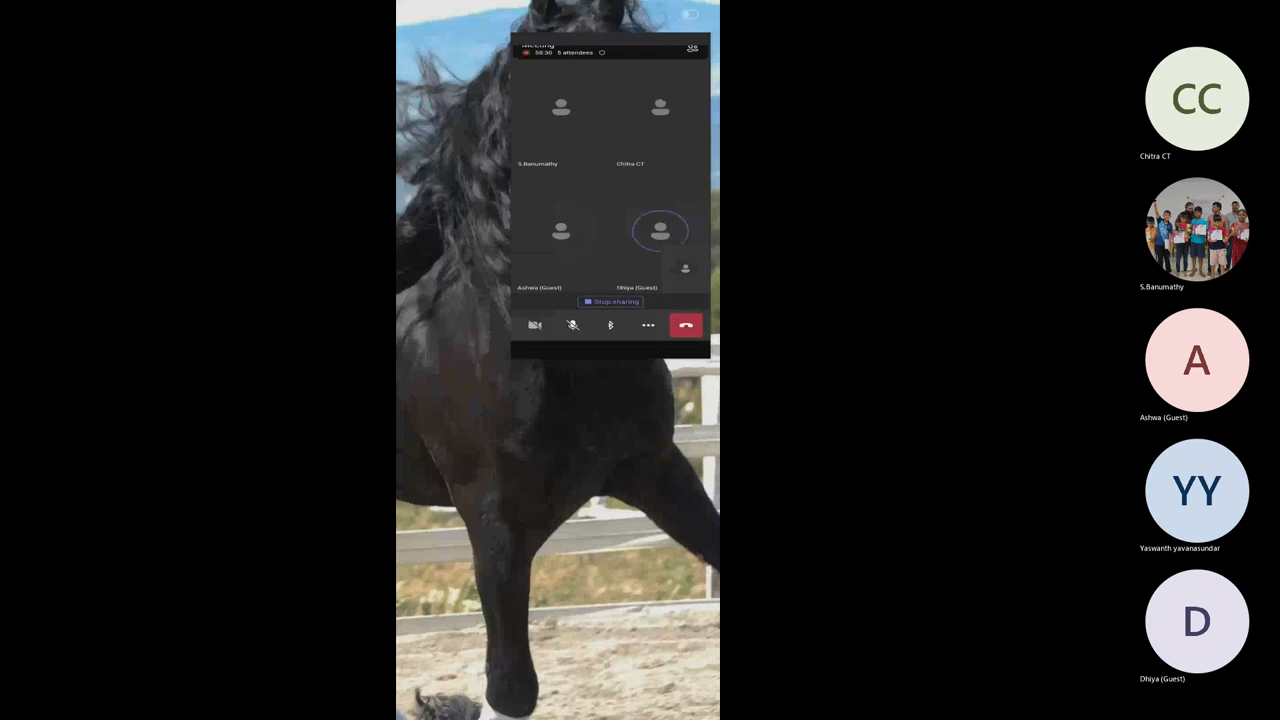 Meeting
56:30 5 attendees
S.Banumathy
Chitra CT
Ashwa (Guest)
Dhiya (Guest)
Stop sharing
CC
Chitra CT
S.Banumathy
A
Ashwa (Guest)
YY
Yaswanth yavanasundar
D
Dhiya (Guest)